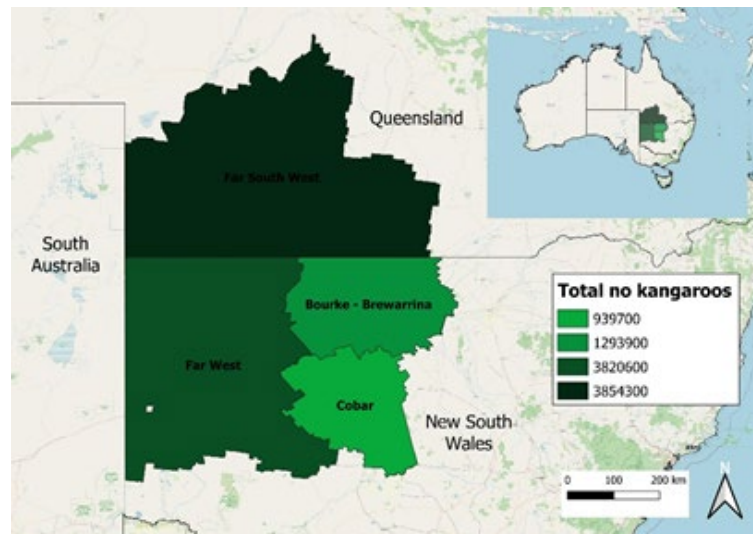 Queensland
Far South West
South
Australia
Bourke - Brewarrina
Far West
Cobar
New South
Wales
Total no kangaroos
939700
1293900
3820600
3854300
0 100 200 km
N